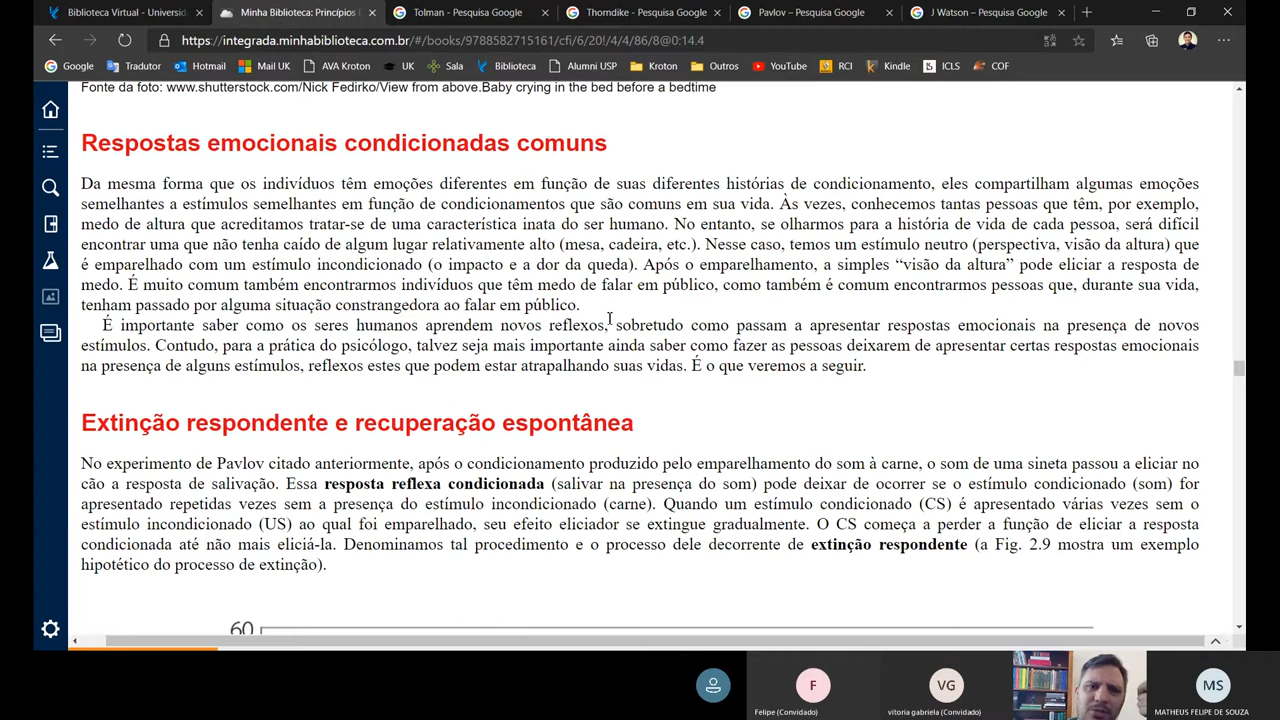 Biblioteca Virtual - Universid
Minha Biblioteca: Princípios
Tolman - Pesquisa Google
Thorndike - Pesquisa Google
Pavlov – Pesquisa Google
J Watson – Pesquisa Google
https://integrada.minhabiblioteca.com.br/#/books/9788582715161/cfi/6/20!/4/4/86/8@0:14.4
Google Tradutor Hotmail Mail UK AVA Kroton UK Sala Biblioteca Alumni USP Kroton Outros YouTube RCI Kindle ICLS COF
Fonte da foto: www.shutterstock.com/Nick Fedirko/View from above.Baby crying in the bed before a bedtime
Respostas emocionais condicionadas comuns
Da mesma forma que os indivíduos têm emoções diferentes em função de suas diferentes histórias de condicionamento, eles compartilham algumas emoções
semelhantes a estímulos semelhantes em função de condicionamentos que são comuns em sua vida. Às vezes, conhecemos tantas pessoas que têm, por exemplo,
medo de altura que acreditamos tratar-se de uma característica inata do ser humano. No entanto, se olharmos para a história de vida de cada pessoa, será difícil
encontrar uma que não tenha caído de algum lugar relativamente alto (mesa, cadeira, etc.). Nesse caso, temos um estímulo neutro (perspectiva, visão da altura) que
é emparelhado com um estímulo incondicionado (o impacto e a dor da queda). Após o emparelhamento, a simples “visão da altura” pode eliciar a resposta de
medo. É muito comum também encontrarmos indivíduos que têm medo de falar em público, como também é comum encontrarmos pessoas que, durante sua vida,
tenham passado por alguma situação constrangedora ao falar em público.
É importante saber como os seres humanos aprendem novos reflexos, sobretudo como passam a apresentar respostas emocionais na presença de novos
estímulos. Contudo, para a prática do psicólogo, talvez seja mais importante ainda saber como fazer as pessoas deixarem de apresentar certas respostas emocionais
na presença de alguns estímulos, reflexos estes que podem estar atrapalhando suas vidas. É o que veremos a seguir.
Extinção respondente e recuperação espontânea
No experimento de Pavlov citado anteriormente, após o condicionamento produzido pelo emparelhamento do som à carne, o som de uma sineta passou a eliciar no
cão a resposta de salivação. Essa resposta reflexa condicionada (salivar na presença do som) pode deixar de ocorrer se o estímulo condicionado (som) for
apresentado repetidas vezes sem a presença do estímulo incondicionado (carne). Quando um estímulo condicionado (CS) é apresentado várias vezes sem o
estímulo incondicionado (US) ao qual foi emparelhado, seu efeito eliciador se extingue gradualmente. O CS começa a perder a função de eliciar a resposta
condicionada até não mais eliciá-la. Denominamos tal procedimento e o processo dele decorrente de extinção respondente (a Fig. 2.9 mostra um exemplo
hipotético do processo de extinção).
60
F
VG
MS
Felipe (Convidado)
vitoria gabriela (Convidado)
MATHEUS FELIPE DE SOUZA